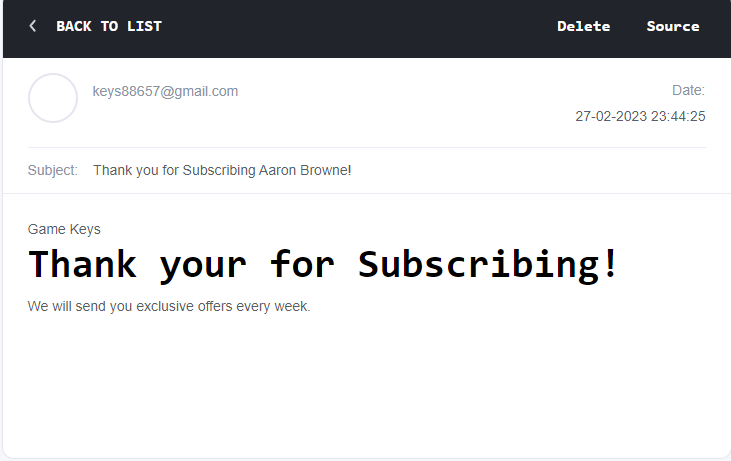 BACK TO LIST Delete Source
keys88657@gmail.com Date:
27-02-2023 23:44:25
Subject: Thank you for Subscribing Aaron Browne!
Game Keys
Thank your for Subscribing!
We will send you exclusive offers every week.